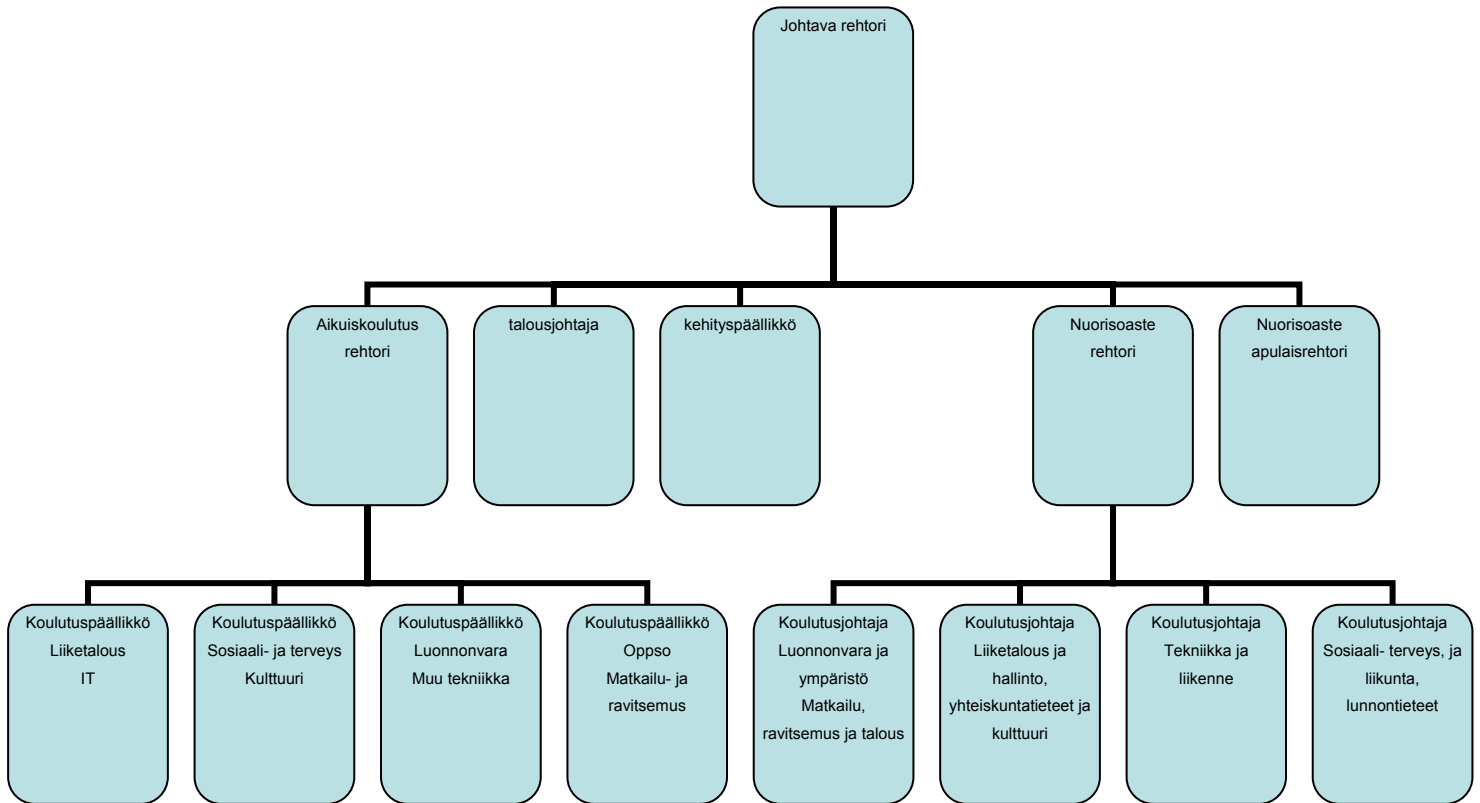 Johtava rehtori
Aikuiskoulutus
rehtori
talousjohtaja
kehityspäällikkö
Nuorisoaste
rehtori
Nuorisoaste
apulaisrehtori
Koulutuspäällikkö
Liiketalous
IT
Koulutuspäällikkö
Sosiaali- ja terveys
Kulttuuri
Koulutuspäällikkö
Luonnonvara
Muu tekniikka
Koulutuspäällikkö
Oppso
Matkailu- ja
ravitsemus
Koulutusjohtaja
Luonnonvara ja
ympäristö
Matkailu,
ravitsemus ja talous
Koulutusjohtaja
Liiketalous ja
hallinto,
yhteiskuntatieteet ja
kulttuuri
Koulutusjohtaja
Tekniikka ja
liikenne
Koulutusjohtaja
Sosiaali- terveys, ja
liikunta,
lunnontieteet